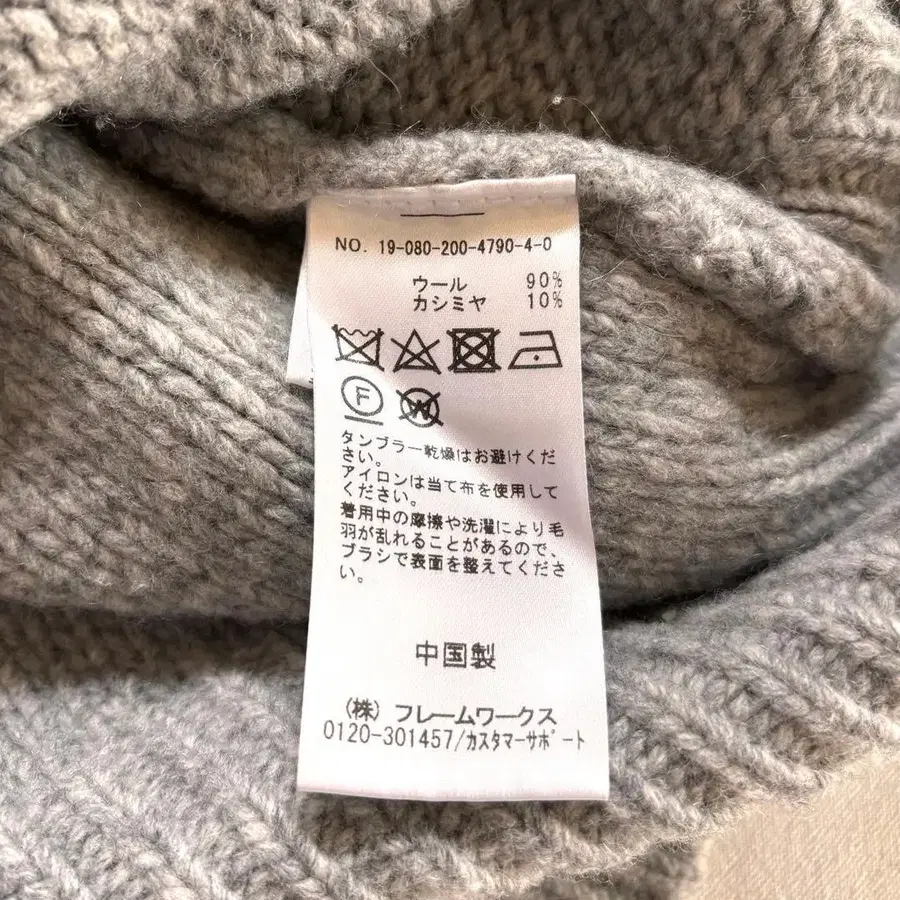 NO. 19-080-200-4790-4-0
ウール 90%
カシミヤ 10%
F
W
タンブラー乾燥はお避けくだ
さい。
アイロンは当て布を使用して
ください。
着用中の摩擦や洗濯により毛
羽が乱れることがあるので、
ブラシで表面を整えてくださ
い。
中国製
(株) フレームワークス
0120-301457/カスタマーサポート